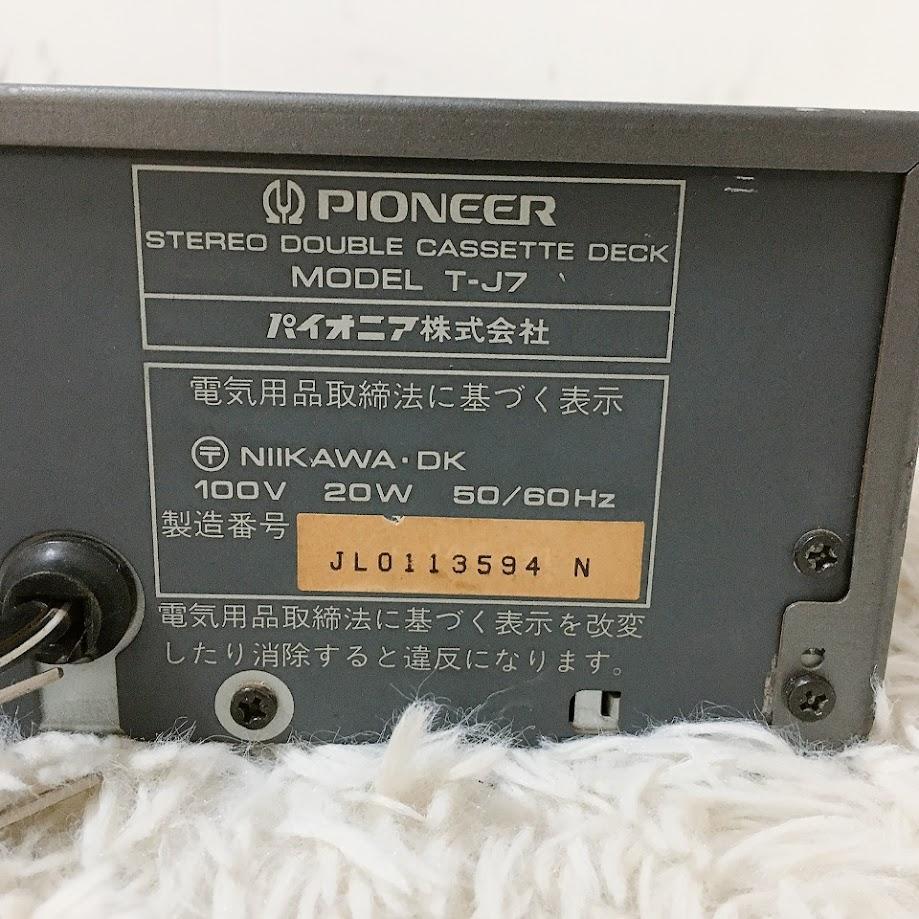 PIONEER
STEREO DOUBLE CASSETTE DECK
MODEL T-J7
パイオニア株式会社
電気用品取締法に基づく表示
〒 NIIKAWA・DK
100V 20W 50/60Hz
製造番号 JL0113594 N
電気用品取締法に基づく表示を改変
したり消除すると違反になります。